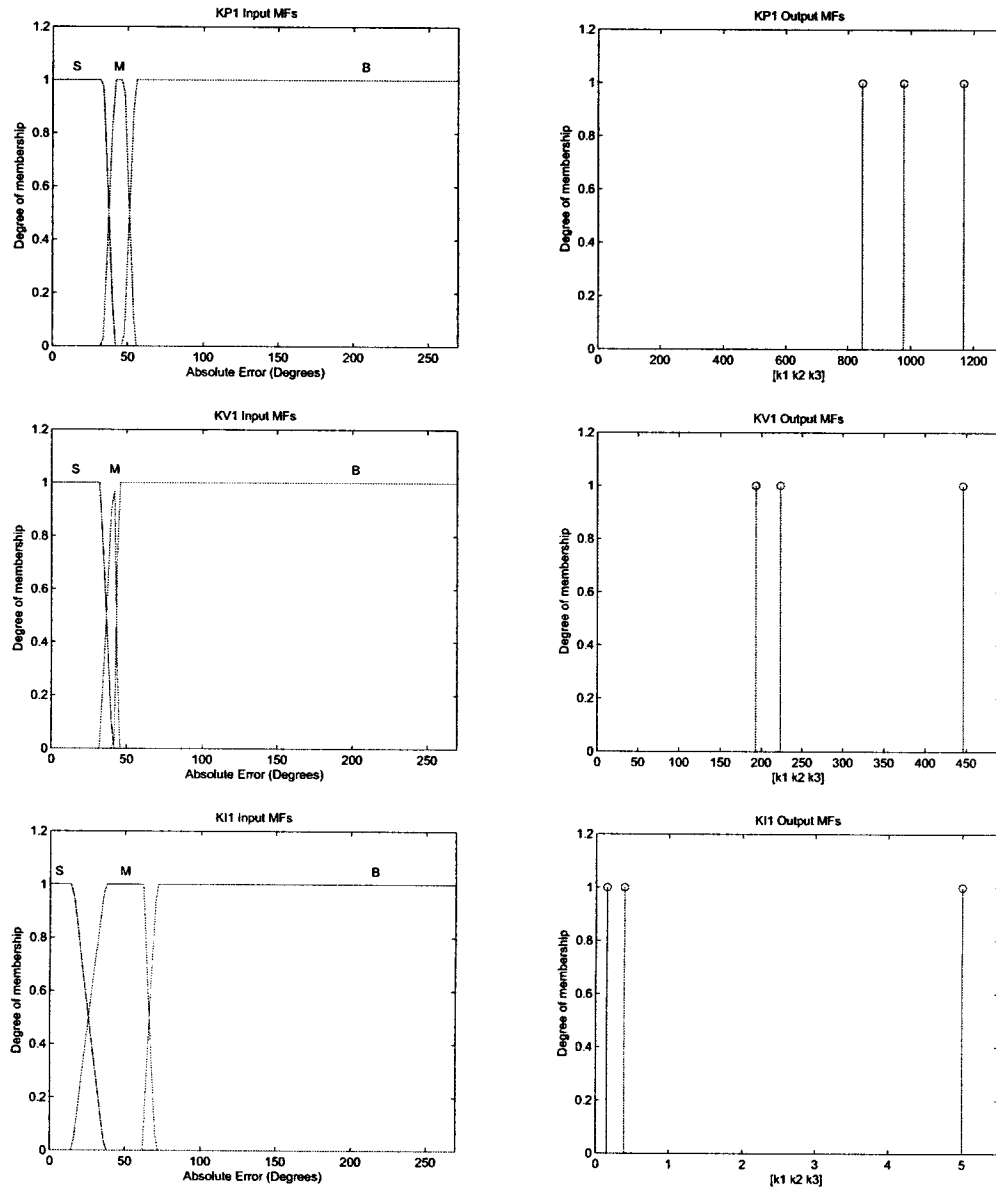 KP1 Input MFs
1.2
S M B
1
0.8
0.6
0.4
0.2
0
0 50 100 150 200 250
Absolute Error (Degrees)
Degree of membership
KP1 Output MFs
1.2
1
0.8
0.6
0.4
0.2
0
0 200 400 600 800 1000 1200
[k1 k2 k3]
Degree of membership
KV1 Input MFs
1.2
S M B
1
0.8
0.6
0.4
0.2
0
0 50 100 150 200 250
Absolute Error (Degrees)
Degree of membership
KV1 Output MFs
1.2
1
0.8
0.6
0.4
0.2
0
0 50 100 150 200 250 300 350 400 450
[k1 k2 k3]
Degree of membership
KI1 Input MFs
1.2
S M B
1
0.8
0.6
0.4
0.2
0
0 50 100 150 200 250
Absolute Error (Degrees)
Degree of membership
KI1 Output MFs
1.2
1
0.8
0.6
0.4
0.2
0
0 1 2 3 4 5
[k1 k2 k3]
Degree of membership